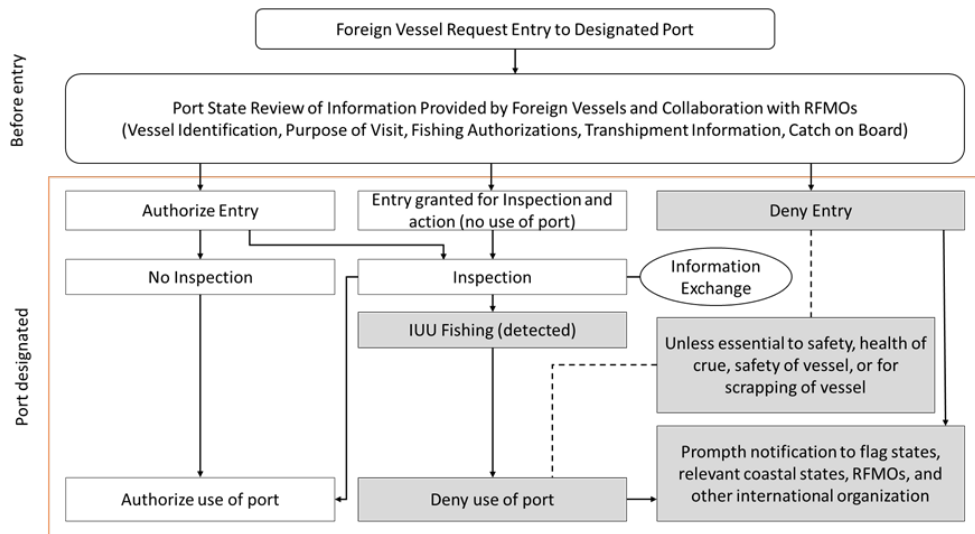 Foreign Vessel Request Entry to Designated Port
Before entry
Port State Review of Information Provided by Foreign Vessels and Collaboration with RFMOs
(Vessel Identification, Purpose of Visit, Fishing Authorizations, Transhipment Information, Catch on Board)
Port designated
Authorize Entry
Entry granted for Inspection and
action (no use of port)
Deny Entry
No Inspection
Inspection
Information
Exchange
IUU Fishing (detected)
Unless essential to safety, health of
crue, safety of vessel, or for
scrapping of vessel
Authorize use of port
Deny use of port
Prompth notification to flag states,
relevant coastal states, RFMOs, and
other international organization